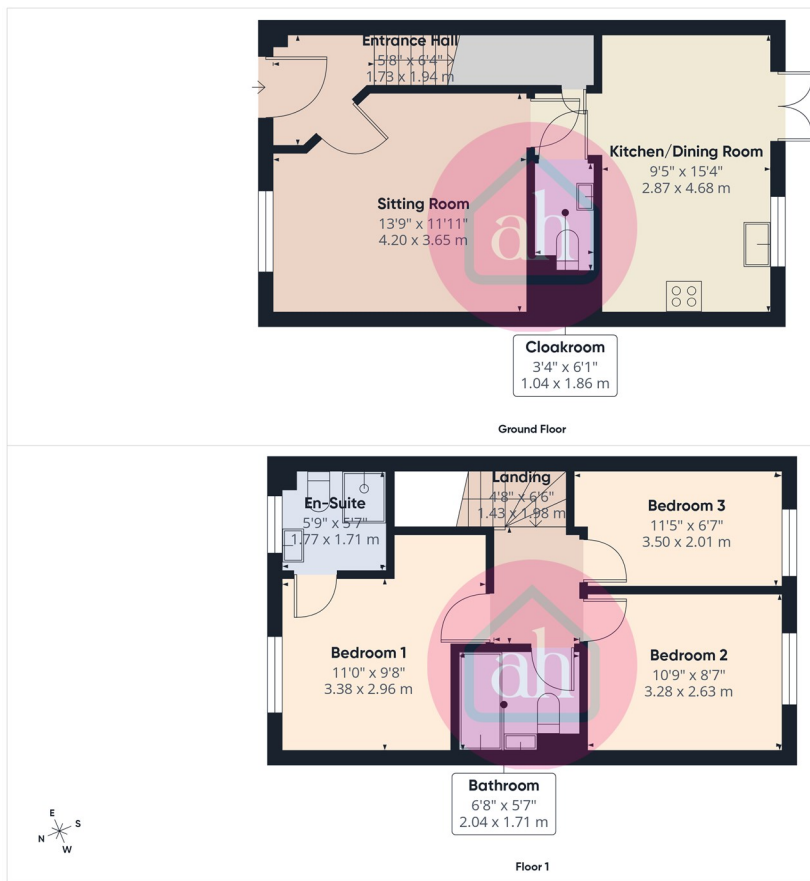 Entrance Hall
5'8" x 6'4"
1.73 x 1.94 m
Kitchen/Dining Room
9'5" x 15'4"
2.87 x 4.68 m
Sitting Room
13'9" x 11'11"
4.20 x 3.65 m
ah
Cloakroom
3'4" x 6'1"
1.04 x 1.86 m
Ground Floor
Landing
4'8" x 6'6"
1.43 x 1.98 m
En-Suite
5'9" x 5'7"
1.77 x 1.71 m
Bedroom 3
11'5" x 6'7"
3.50 x 2.01 m
Bedroom 1
11'0" x 9'8"
3.38 x 2.96 m
ah
Bedroom 2
10'9" x 8'7"
3.28 x 2.63 m
Bathroom
6'8" x 5'7"
2.04 x 1.71 m
E
S
N
W
Floor 1